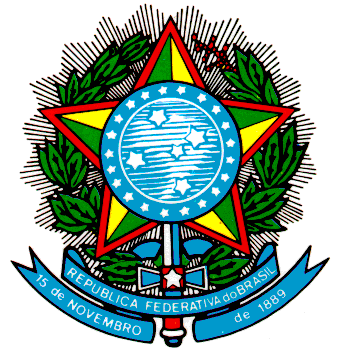 REPUBLICA FEDERATIVA do BRASIL
15 de NOVEMBRO
de 1889